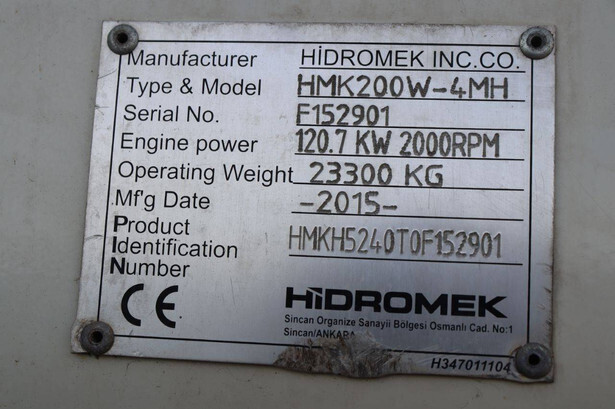 Manufacturer HİDROMEK INC.CO.
Type & Model HMK200W-4MH
Serial No. F152901
Engine power 120.7 KW 2000RPM
Operating Weight 23300 KG
Mf'g Date -2015-
Product
Identification HMKH5240T0F152901
Number
CE HİDROMEK
Sincan Organize Sanayii Bölgesi Osmanlı Cad. No:1
Sincan/ANKARA
H347011104